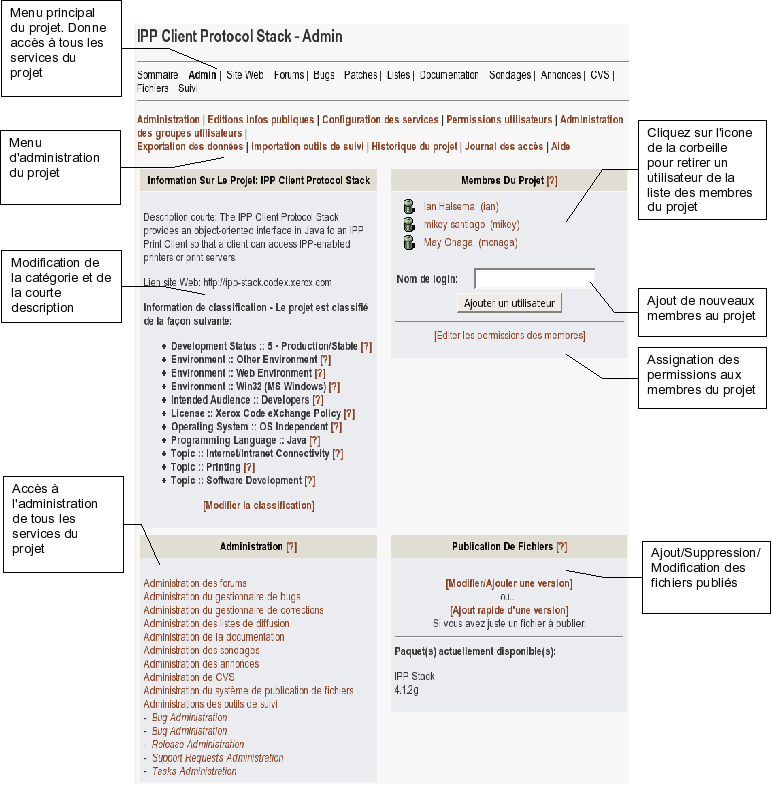 Menu principal
du projet. Donne
accès à tous les
services du
projet
IPP Client Protocol Stack - Admin
Sommaire Admin | Site Web Forums | Bugs Patches | Listes | Documentation Sondages | Annonces | CVS |
Fichiers Suivi
Menu
d'administration
du projet
Administration | Editions infos publiques | Configuration des services | Permissions utilisateurs | Administration
des groupes utilisateurs |
Exportation des données | Importation outils de suivi | Historique du projet | Journal des accès | Aide
Cliquez sur l'icone
de la corbeille
pour retirer un
utilisateur de la
liste des membres
du projet
Information Sur Le Projet: IPP Client Protocol Stack
Description courte: The IPP Client Protocol Stack
provides an object-oriented interface in Java to an IPP
Print Client so that a client can access IPP-enabled
printers or print servers.
Lien site Web: http://ipp-stack.codex.xerox.com
Modification de
la catégorie et de
la courte
description
Information de classification - Le projet est classifié
de la façon suivante:
Development Status :: 5 - Production/Stable [?]
Environment :: Other Environment [?]
Environment :: Web Environment [?]
Environment :: Win32 (MS Windows) [?]
Intended Audience :: Developers [?]
License :: Xerox Code eXchange Policy [?]
Operating System :: OS Independent [?]
Programming Language :: Java [?]
Topic :: Internet/Intranet Connectivity [?]
Topic :: Printing [?]
Topic :: Software Development [?]
[Modifier la classification]
Membres Du Projet [?]
Ian Halsema (ian)
mikey santiago (mikey)
May Onaga (monaga)
Nom de login:
Ajouter un utilisateur
[Editer les permissions des membres]
Ajout de nouveaux
membres au projet
Assignation des
permissions aux
membres du projet
Accès à
l'administration
de tous les
services du
projet
Administration [?]
Administration des forums
Administration du gestionnaire de bugs
Administration du gestionnaire de corrections
Administration des listes de diffusion
Administration de la documentation
Administration des sondages
Administration des annonces
Administration de CVS
Administration du système de publication de fichiers
Administrations des outils de suivi
- Bug Administration
- Bug Administration
- Release Administration
- Support Requests Administration
- Tasks Administration
Publication De Fichiers [?]
[Modifier/Ajouter une version]
ou...
[Ajout rapide d'une version]
Si vous avez juste un fichier à publier.
Paquet(s) actuellement disponible(s):
IPP Stack
4.1.2g
Ajout/Suppression/
Modification des
fichiers publiés